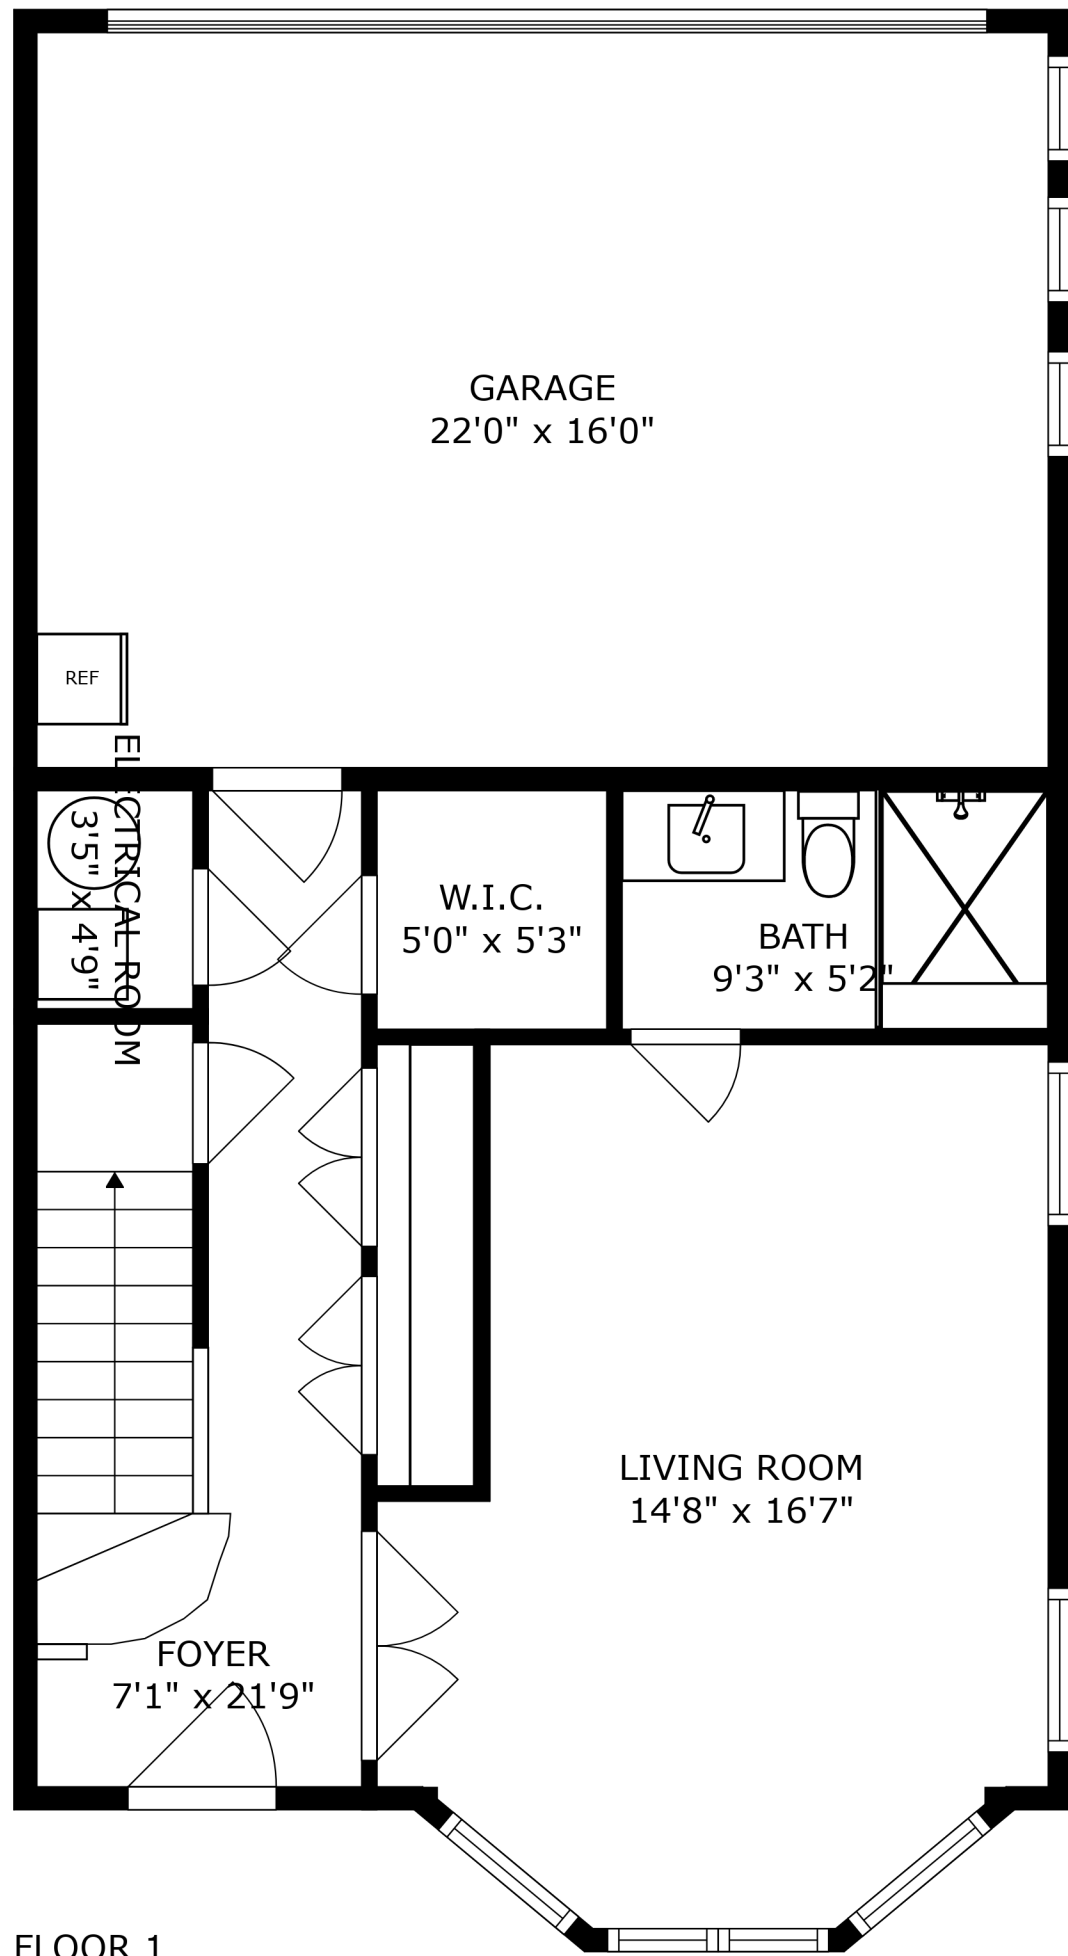 GARAGE
22'0" x 16'0"
REF
ELECTRICAL ROOM
3'5" x 4'9"
W.I.C.
5'0" x 5'3"
BATH
9'3" x 5'2"
LIVING ROOM
14'8" x 16'7"
FOYER
7'1" x 21'9"
FLOOR 1